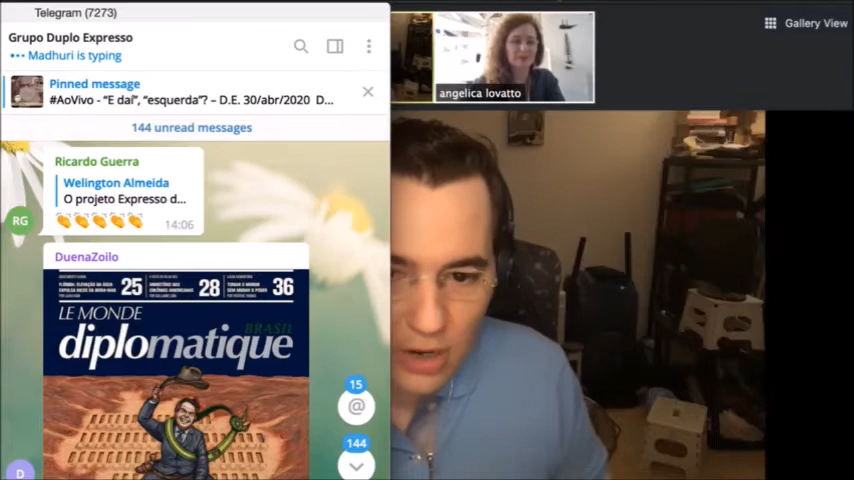 Telegram (7273)
Grupo Duplo Expresso
Madhuri is typing
Pinned message
#AoVivo - “E daí”, “esquerda”? – D.E. 30/abr/2020 D...
144 unread messages
Ricardo Guerra
Welington Almeida
O projeto Expresso d...
RG
14:06
DuenaZoilo
25
28
36
LE MONDE
diplomatique
BRASIL
15
@
144
D
angelica lovatto
Gallery View